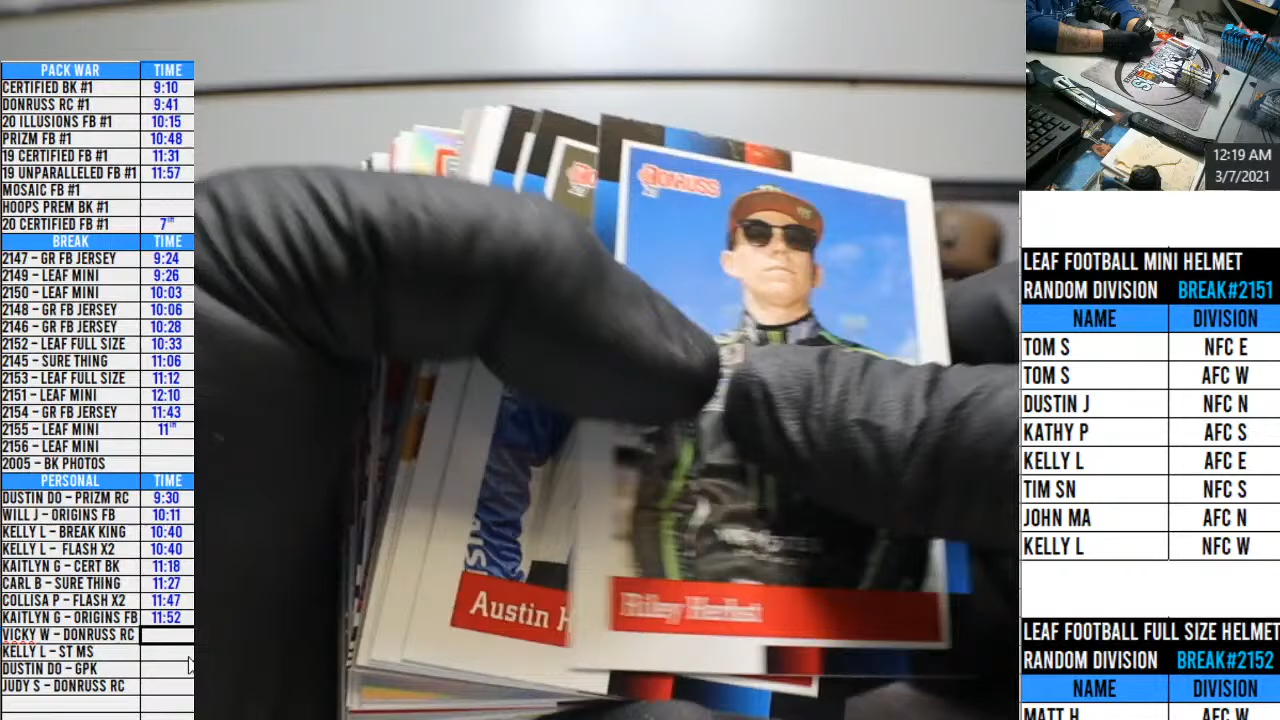 PACK WAR TIME
CERTIFIED BK #1 9:10
DONRUSS RC #1 9:41
20 ILLUSIONS FB #1 10:15
PRIZM FB #1 10:48
19 CERTIFIED FB #1 11:31
19 UNPARALLELED FB #1 11:57
MOSAIC FB #1
HOOPS PREM BK #1
20 CERTIFIED FB #1 7TH
BREAK TIME
2147 – GR FB JERSEY 9:24
2149 – LEAF MINI 9:26
2150 – LEAF MINI 10:03
2148 – GR FB JERSEY 10:06
2146 – GR FB JERSEY 10:28
2152 – LEAF FULL SIZE 10:33
2145 – SURE THING 11:06
2153 – LEAF FULL SIZE 11:12
2151 – LEAF MINI 12:10
2154 – GR FB JERSEY 11:43
2155 – LEAF MINI 11TH
2156 – LEAF MINI
2005 – BK PHOTOS
PERSONAL TIME
DUSTIN DO – PRIZM RC 9:30
WILL J – ORIGINS FB 10:11
KELLY L – BREAK KING 10:40
KELLY L – FLASH X2 10:40
KAITLYN G – CERT BK 11:18
CARL B – SURE THING 11:27
COLLISA P – FLASH X2 11:47
KAITLYN G – ORIGINS FB 11:52
VICKY W – DONRUSS RC
KELLY L – ST MS
DUSTIN DO – GPK
JUDY S – DONRUSS RC
DONRUSS
Austin H
Riley Herbst
12:19 AM
3/7/2021
LEAF FOOTBALL MINI HELMET
RANDOM DIVISION BREAK#2151
NAME DIVISION
TOM S NFC E
TOM S AFC W
DUSTIN J NFC N
KATHY P AFC S
KELLY L AFC E
TIM SN NFC S
JOHN MA AFC N
KELLY L NFC W
LEAF FOOTBALL FULL SIZE HELMET
RANDOM DIVISION BREAK#2152
NAME DIVISION
MATT H AFC W